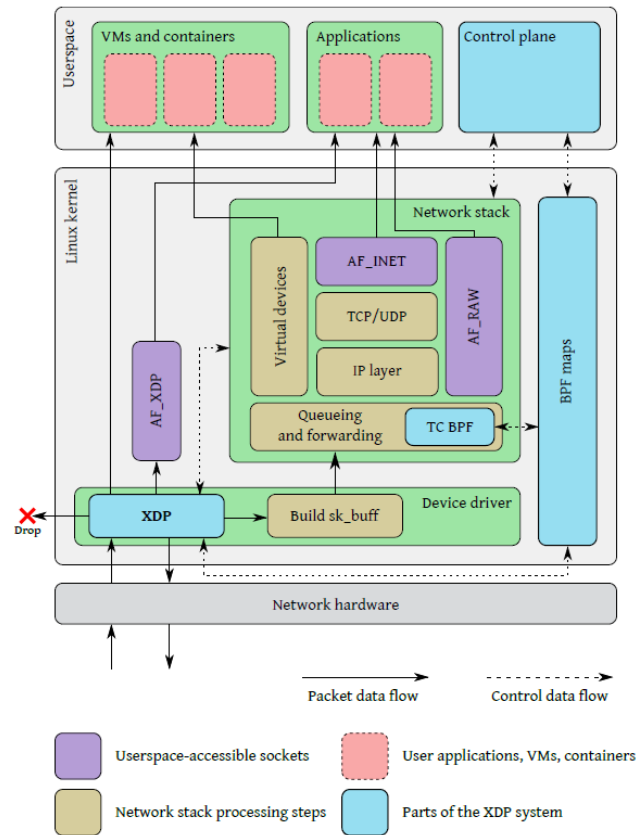 Userspace
VMs and containers
Applications
Control plane
Linux kernel
Network stack
Virtual devices
AF_INET
TCP/UDP
IP layer
AF_RAW
AF_XDP
Queueing
and forwarding
TC BPF
BPF maps
Device driver
XDP
Build sk_buff
Drop
Network hardware
Packet data flow
Control data flow
Userspace-accessible sockets
User applications, VMs, containers
Network stack processing steps
Parts of the XDP system